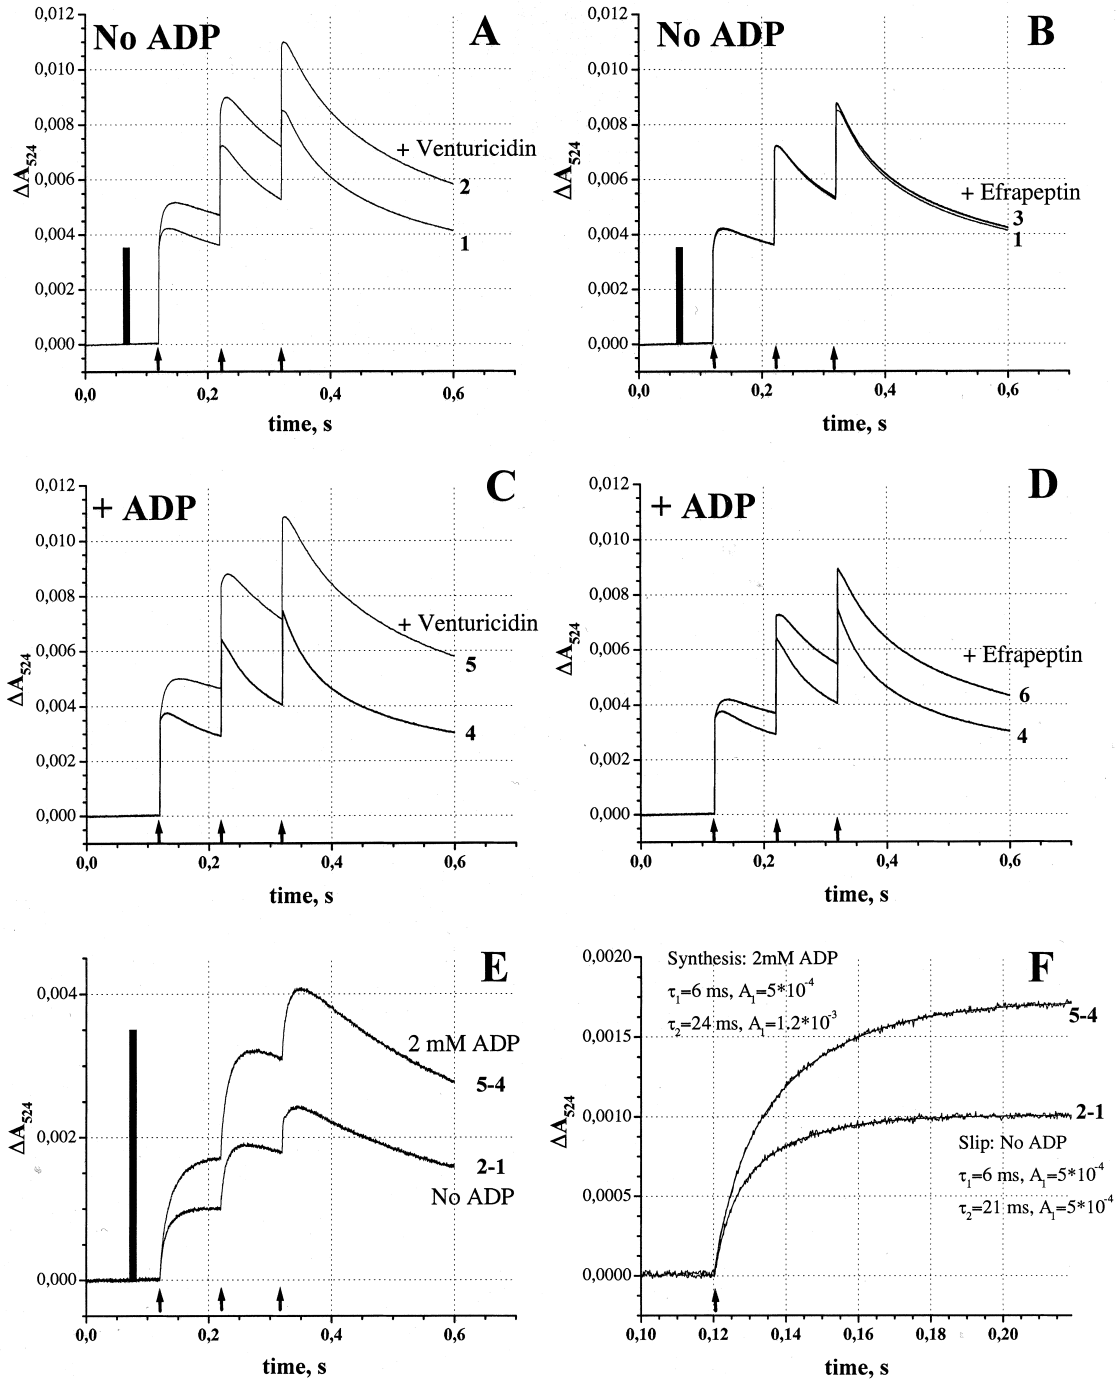 No ADP
A
0,012
0,010
0,008
0,006
0,004
0,002
0,000
ΔA524
+ Venturicidin
2
1
0,0 0,2 0,4 0,6
time, s
No ADP
B
0,012
0,010
0,008
0,006
0,004
0,002
0,000
ΔA524
+ Efrapeptin
3
1
0,0 0,2 0,4 0,6
time, s
+ ADP
C
0,012
0,010
0,008
0,006
0,004
0,002
0,000
ΔA524
+ Venturicidin
5
4
0,0 0,2 0,4 0,6
time, s
+ ADP
D
0,012
0,010
0,008
0,006
0,004
0,002
0,000
ΔA524
+ Efrapeptin
6
4
0,0 0,2 0,4 0,6
time, s
E
0,004
0,002
0,000
ΔA524
2 mM ADP
5-4
2-1
No ADP
0,0 0,2 0,4 0,6
time, s
F
0,0020
0,0015
0,0010
0,0005
0,0000
ΔA524
Synthesis: 2mM ADP
τ1=6 ms, A1=5*10-4
τ2=24 ms, A1=1.2*10-3
5-4
2-1
Slip: No ADP
τ1=6 ms, A1=5*10-4
τ2=21 ms, A1=5*10-4
0,10 0,12 0,14 0,16 0,18 0,20
time, s